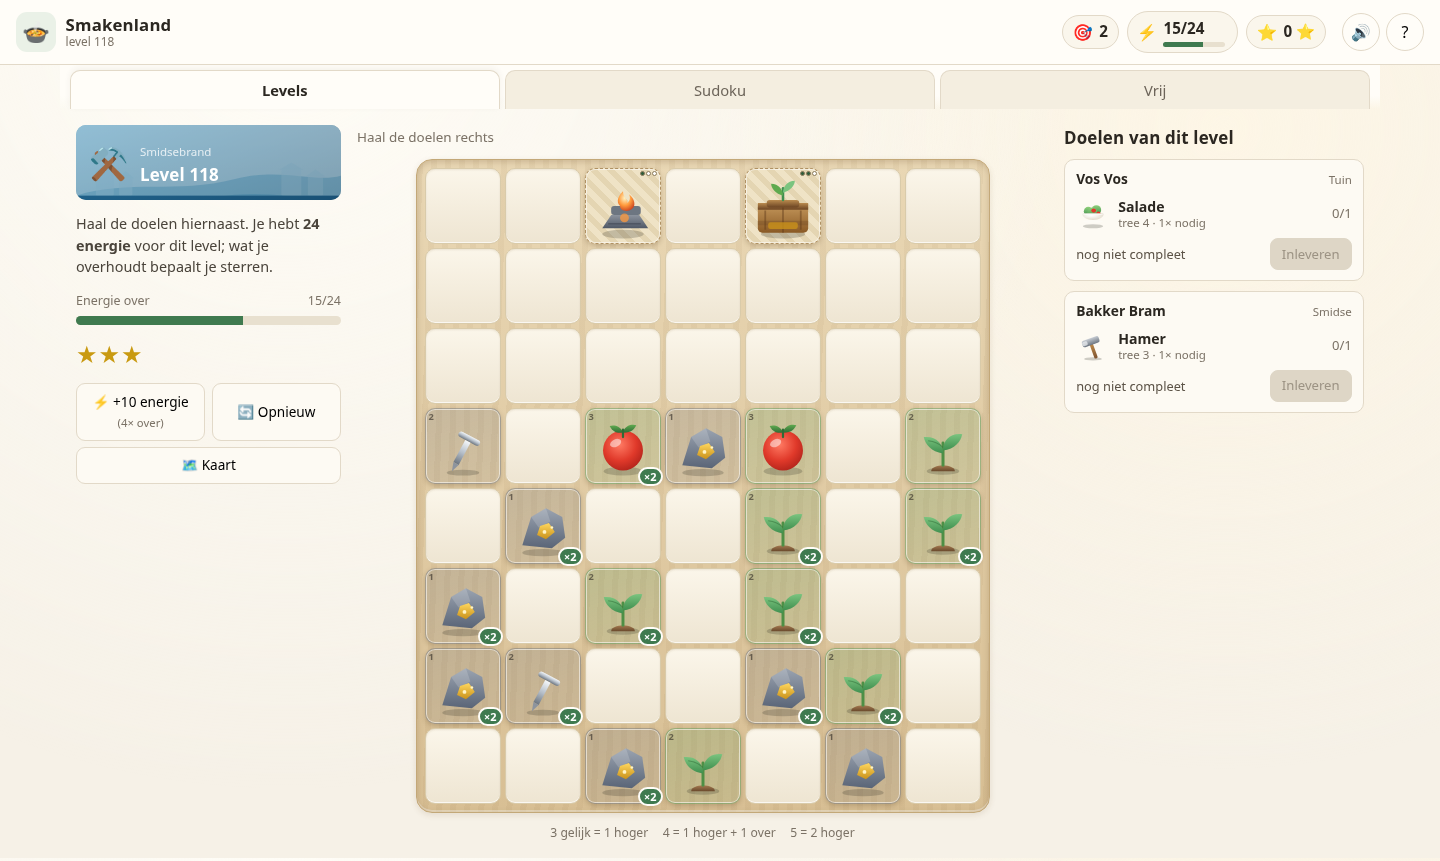 Smakenland
level 118
2
15/24
0
?
Levels
Sudoku
Vrij
Smidsebrand
Level 118
Haal de doelen hiernaast. Je hebt 24
energie voor dit level; wat je
overhoudt bepaalt je sterren.
Energie over 15/24
+10 energie
(4× over)
Opnieuw
Kaart
Haal de doelen rechts
2 3 1 3 2
×2
1 2 2
×2 ×2 ×2
1 2 2
×2 ×2 ×2
1 2 1 2
×2 ×2 ×2 ×2
1 2 1
×2
3 gelijk = 1 hoger 4 = 1 hoger + 1 over 5 = 2 hoger
Doelen van dit level
Vos Vos Tuin
Salade
tree 4 · 1× nodig
0/1
nog niet compleet Inleveren
Bakker Bram Smidse
Hamer
tree 3 · 1× nodig
0/1
nog niet compleet Inleveren